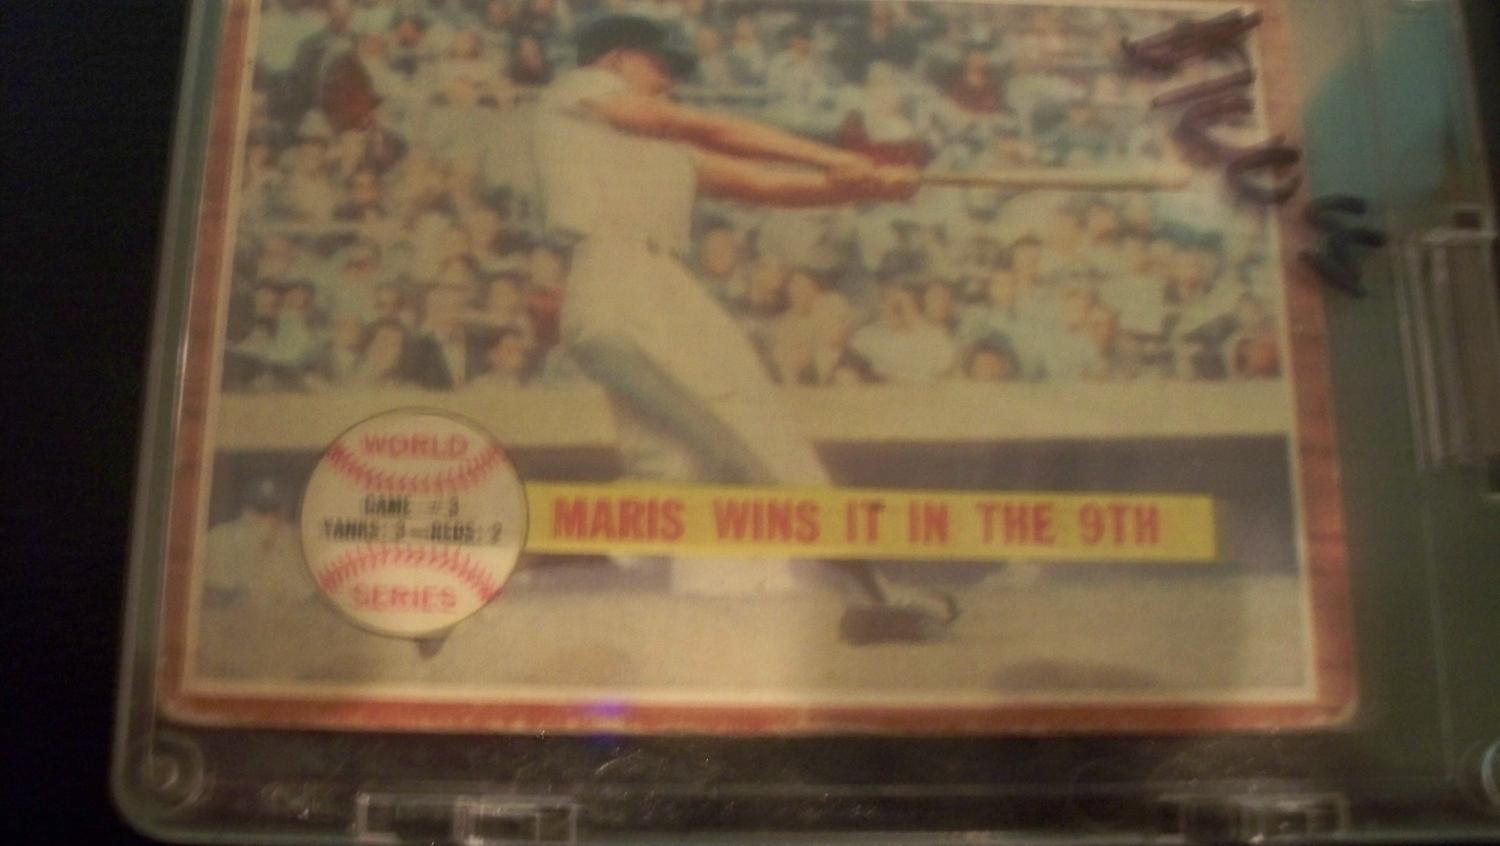 WORLD
GAME #3
YANKS: 3—REDS: 2
SERIES
MARIS WINS IT IN THE 9TH